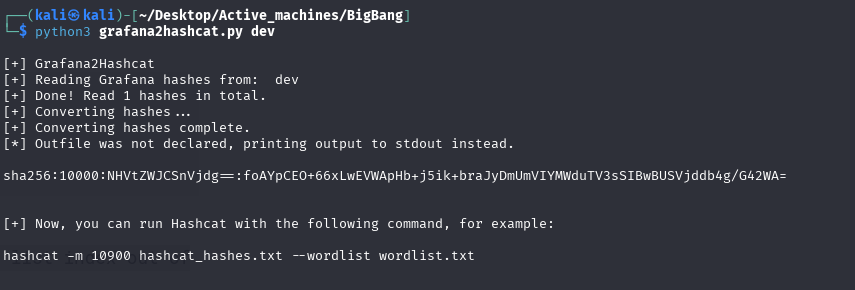 ┌──(kali㉿kali)-[~/Desktop/Active_machines/BigBang]
└─$ python3 grafana2hashcat.py dev
[+] Grafana2Hashcat
[+] Reading Grafana hashes from:  dev
[+] Done! Read 1 hashes in total.
[+] Converting hashes...
[+] Converting hashes complete.
[*] Outfile was not declared, printing output to stdout instead.
sha256:10000:NHVtZWJCSnVjdg==:foAYpCEO+66xLwEVWApHb+j5ik+braJyDmUmVIYMWduTV3sSIBwBUSVjddb4g/G42WA=
[+] Now, you can run Hashcat with the following command, for example:
hashcat -m 10900 hashcat_hashes.txt --wordlist wordlist.txt